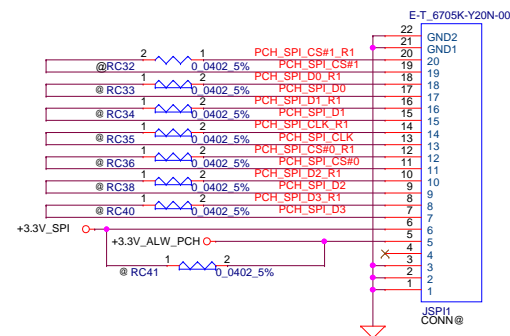 E-T_6705K-Y20N-00
22 GND2
21 GND1
2 1 PCH_SPI_CS#1_R1 20 20
@RC32 0_0402_5% PCH_SPI_CS#1 19 19
1 2 PCH_SPI_D0_R1 18 18
@ RC33 0_0402_5% PCH_SPI_D0 17 17
1 2 PCH_SPI_D1_R1 16 16
@ RC34 0_0402_5% PCH_SPI_D1 15 15
1 2 PCH_SPI_CLK_R1 14 14
@ RC35 0_0402_5% PCH_SPI_CLK 13 13
1 2 PCH_SPI_CS#0_R1 12 12
@ RC36 0_0402_5% PCH_SPI_CS#0 11 11
1 2 PCH_SPI_D2_R1 10 10
@ RC38 0_0402_5% PCH_SPI_D2 9 9
1 2 PCH_SPI_D3_R1 8 8
@ RC40 0_0402_5% PCH_SPI_D3 7 7
+3.3V_SPI 6 6
+3.3V_ALW_PCH 5 5
4 4
1 2 3 3
@ RC41 0_0402_5% 2 2
1 1
JSPI1
CONN@